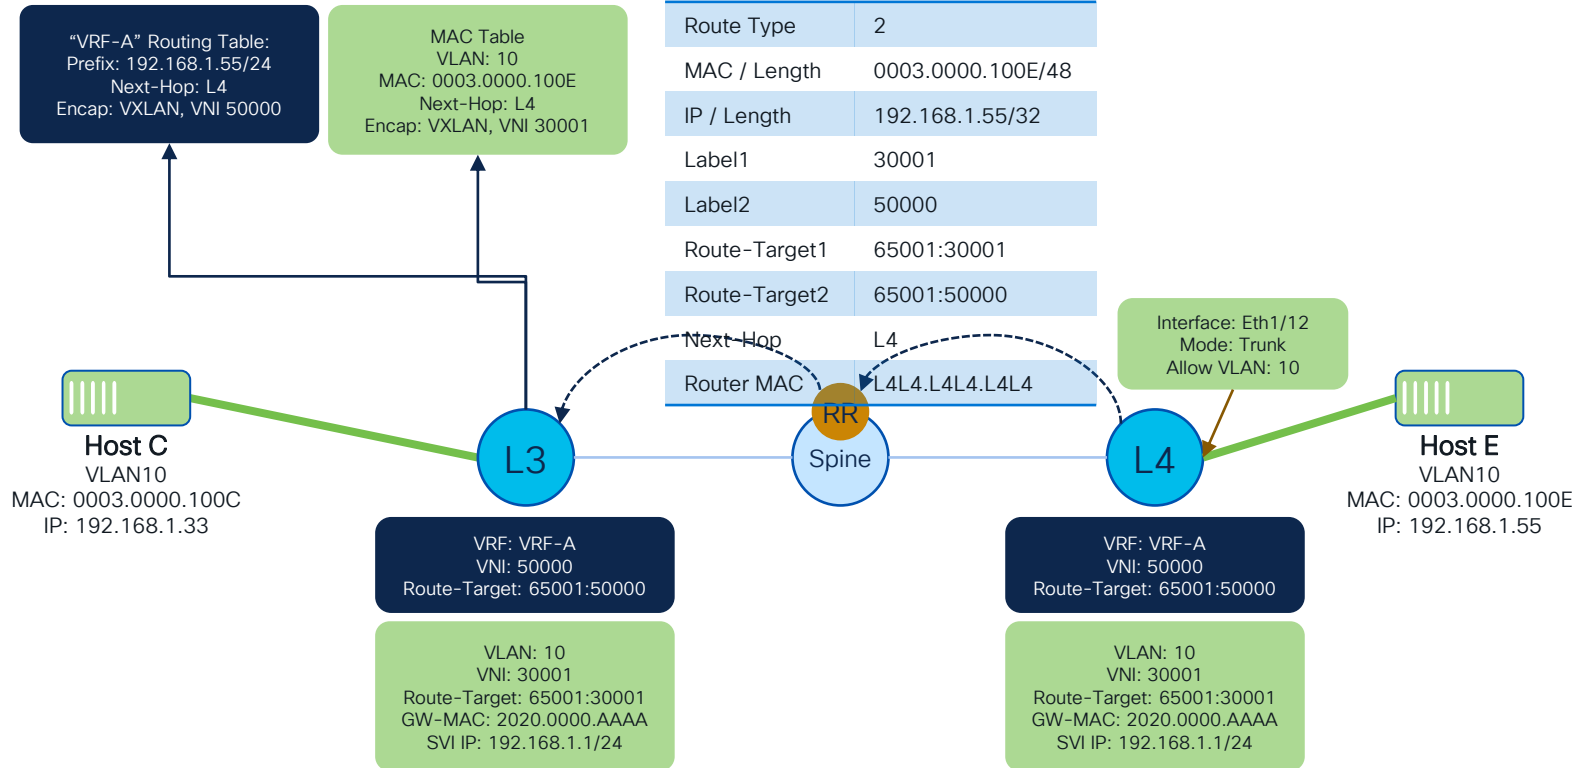 “VRF-A” Routing Table:
Prefix: 192.168.1.55/24
Next-Hop: L4
Encap: VXLAN, VNI 50000
MAC Table
VLAN: 10
MAC: 0003.0000.100E
Next-Hop: L4
Encap: VXLAN, VNI 30001
Route Type 2
MAC / Length 0003.0000.100E/48
IP / Length 192.168.1.55/32
Label1 30001
Label2 50000
Route-Target1 65001:30001
Route-Target2 65001:50000
Next-Hop L4
Router MAC L4L4.L4L4.L4L4
Interface: Eth1/12
Mode: Trunk
Allow VLAN: 10
Host C
VLAN10
MAC: 0003.0000.100C
IP: 192.168.1.33
L3
RR
Spine
L4
Host E
VLAN10
MAC: 0003.0000.100E
IP: 192.168.1.55
VRF: VRF-A
VNI: 50000
Route-Target: 65001:50000
VLAN: 10
VNI: 30001
Route-Target: 65001:30001
GW-MAC: 2020.0000.AAAA
SVI IP: 192.168.1.1/24
VRF: VRF-A
VNI: 50000
Route-Target: 65001:50000
VLAN: 10
VNI: 30001
Route-Target: 65001:30001
GW-MAC: 2020.0000.AAAA
SVI IP: 192.168.1.1/24